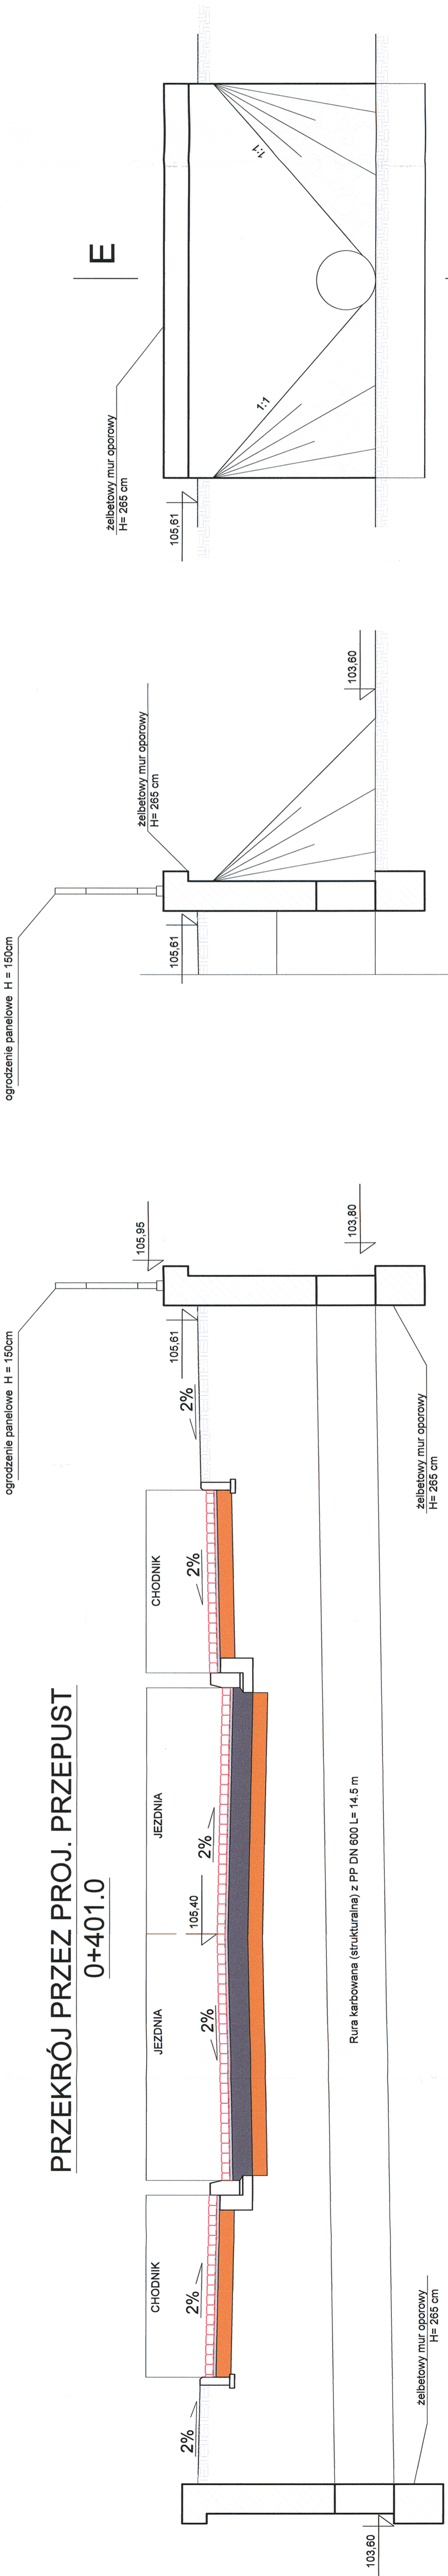 PRZEKRÓJ PRZEZ PROJ. PRZEPUST
0+401.0
CHODNIK
JEZDNIA
JEZDNIA
CHODNIK
2%
2%
2%
105,40
2%
2%
2%
105,61
105,95
103,80
103,60
ogrodzenie panelowe H = 150cm
Rura karbowana (strukturalna) z PP DN 600 L= 14.5 m
żelbetowy mur oporowy
H= 265 cm
żelbetowy mur oporowy
H= 265 cm
ogrodzenie panelowe H = 150cm
105,61
żelbetowy mur oporowy
H= 265 cm
103,60
żelbetowy mur oporowy
H= 265 cm
105,61
1:1
1:1
E